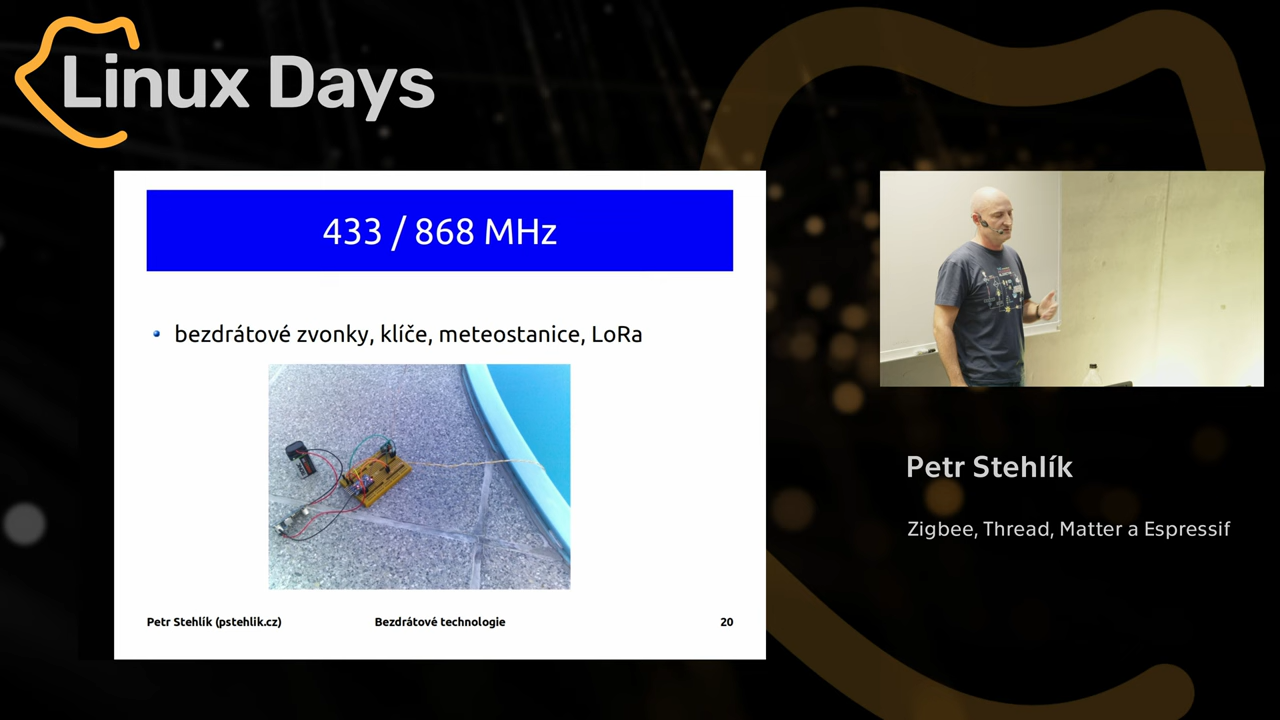 Linux Days
433 / 868 MHz
bezdrátové zvonky, klíče, meteostanice, LoRa
Petr Stehlík (pstehlik.cz)
Bezdrátové technologie
20
Petr Stehlík
Zigbee, Thread, Matter a Espressif